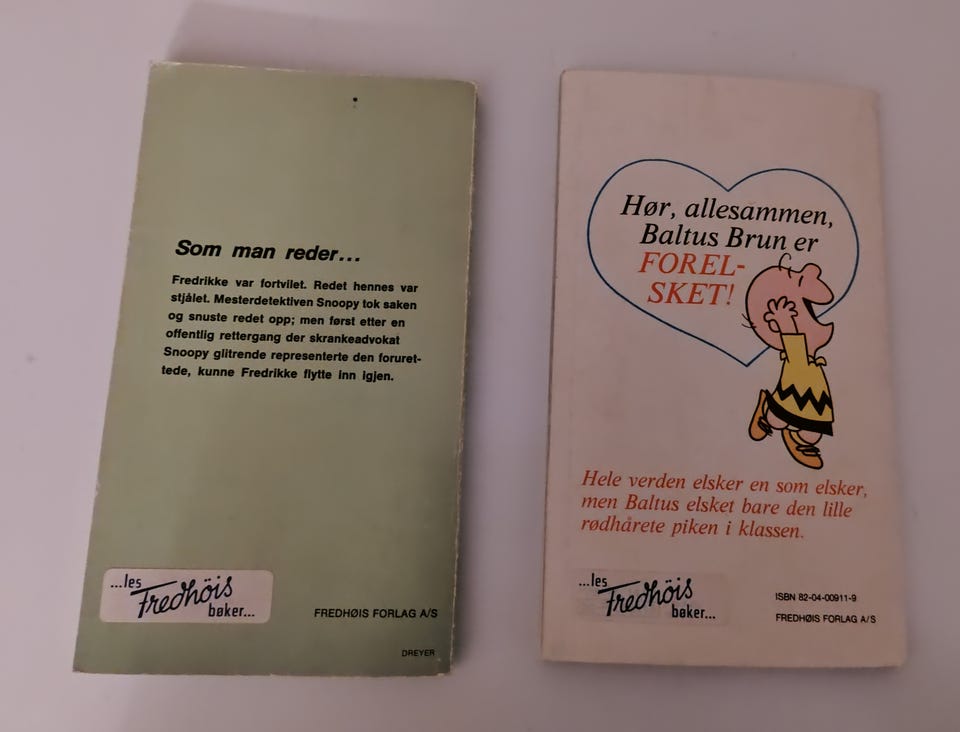 Som man reder...
Fredrikke var fortvilet. Redet hennes var
stjålet. Mesterdetektiven Snoopy tok saken
og snuste redet opp; men først etter en
offentlig rettergang der skrankeadvokat
Snoopy glitrende representerte den foruret-
tede, kunne Fredrikke flytte inn igjen.
...les
Fredhöis
bøker...
FREDHØIS FORLAG A/S
DREYER
Hør, allesammen,
Baltus Brun er
FOREL-
SKET!
Hele verden elsker en som elsker,
men Baltus elsket bare den lille
rødhårete piken i klassen.
...les
Fredhöis
bøker...
ISBN 82-04-00911-9
FREDHØIS FORLAG A/S